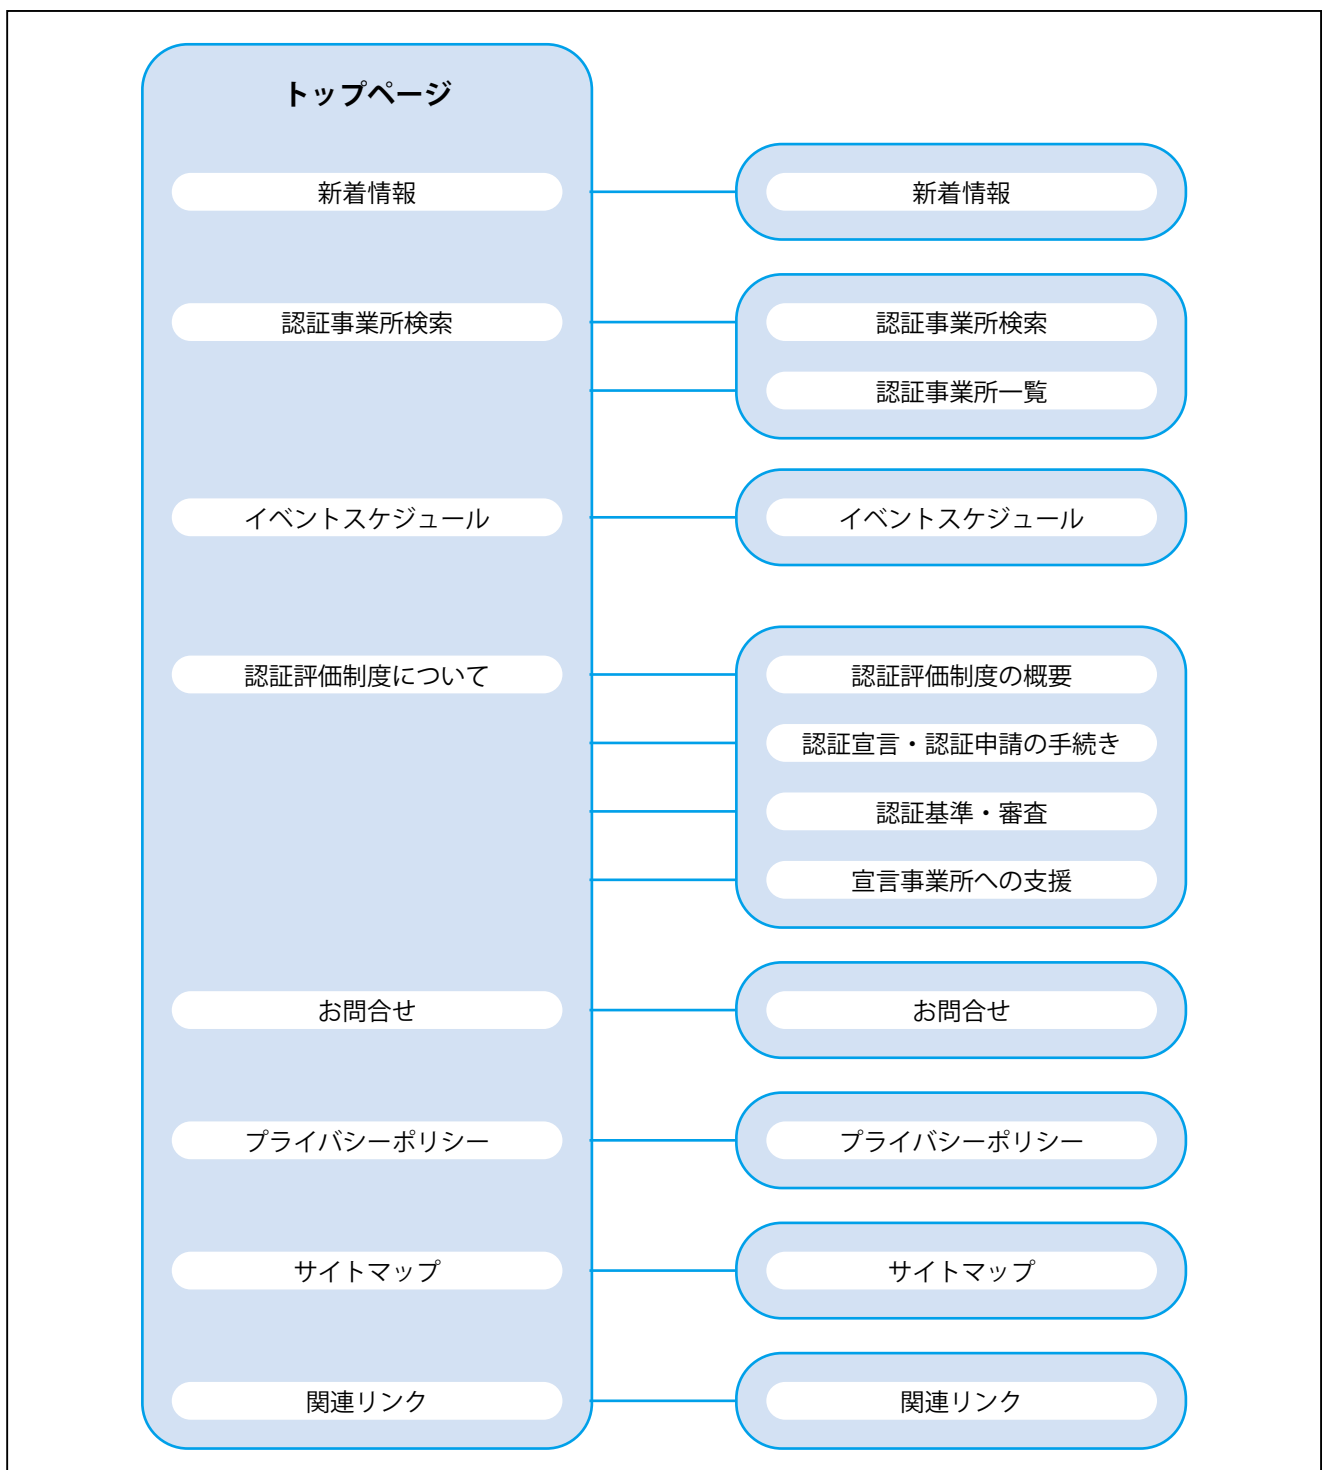 トップページ
新着情報
新着情報
認証事業所検索
認証事業所検索
認証事業所一覧
イベントスケジュール
イベントスケジュール
認証評価制度について
認証評価制度の概要
認証宣言・認証申請の手続き
認証基準・審査
宣言事業所への支援
お問合せ
お問合せ
プライバシーポリシー
プライバシーポリシー
サイトマップ
サイトマップ
関連リンク
関連リンク